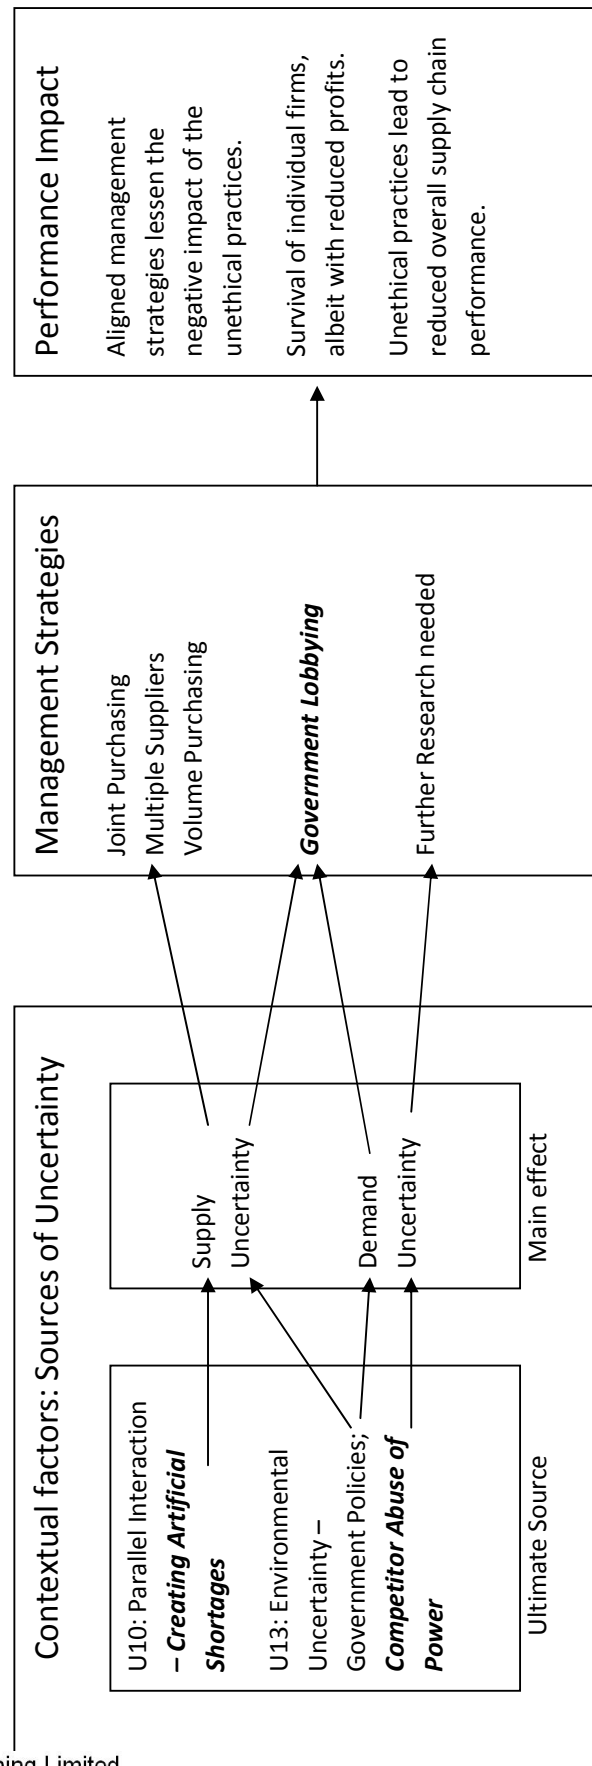 Contextual factors: Sources of Uncertainty
U10: Parallel Interaction
– Creating Artificial
Shortages
U13: Environmental
Uncertainty –
Government Policies;
Competitor Abuse of
Power
Ultimate Source
Supply
Uncertainty
Demand
Uncertainty
Main effect
Management Strategies
Joint Purchasing
Multiple Suppliers
Volume Purchasing
Government Lobbying
Further Research needed
Performance Impact
Aligned management
strategies lessen the
negative impact of the
unethical practices.
Survival of individual firms,
albeit with reduced profits.
Unethical practices lead to
reduced overall supply chain
performance.
Limited